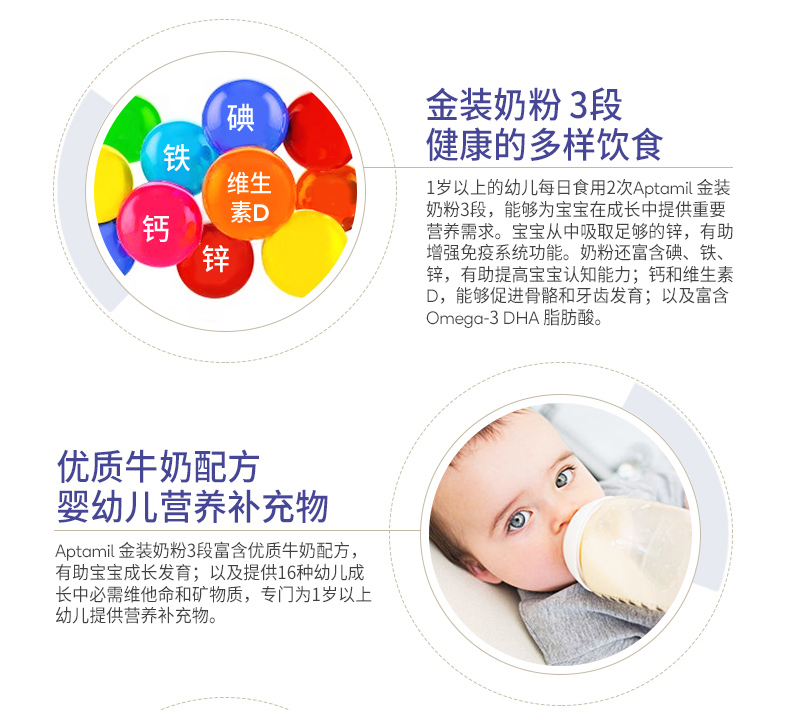 碘
铁
维生
素D
钙
锌
金装奶粉 3段
健康的多样饮食
1岁以上的幼儿每日食用2次Aptamil 金装
奶粉3段，能够为宝宝在成长中提供重要
营养需求。宝宝从中吸取足够的锌，有助
增强免疫系统功能。奶粉还富含碘、铁、
锌，有助提高宝宝认知能力；钙和维生素
D，能够促进骨骼和牙齿发育；以及富含
Omega-3 DHA 脂肪酸。
优质牛奶配方
婴幼儿营养补充物
Aptamil 金装奶粉3段富含优质牛奶配方，
有助宝宝成长发育；以及提供16种幼儿成
长中必需维他命和矿物质，专门为1岁以上
幼儿提供营养补充物。